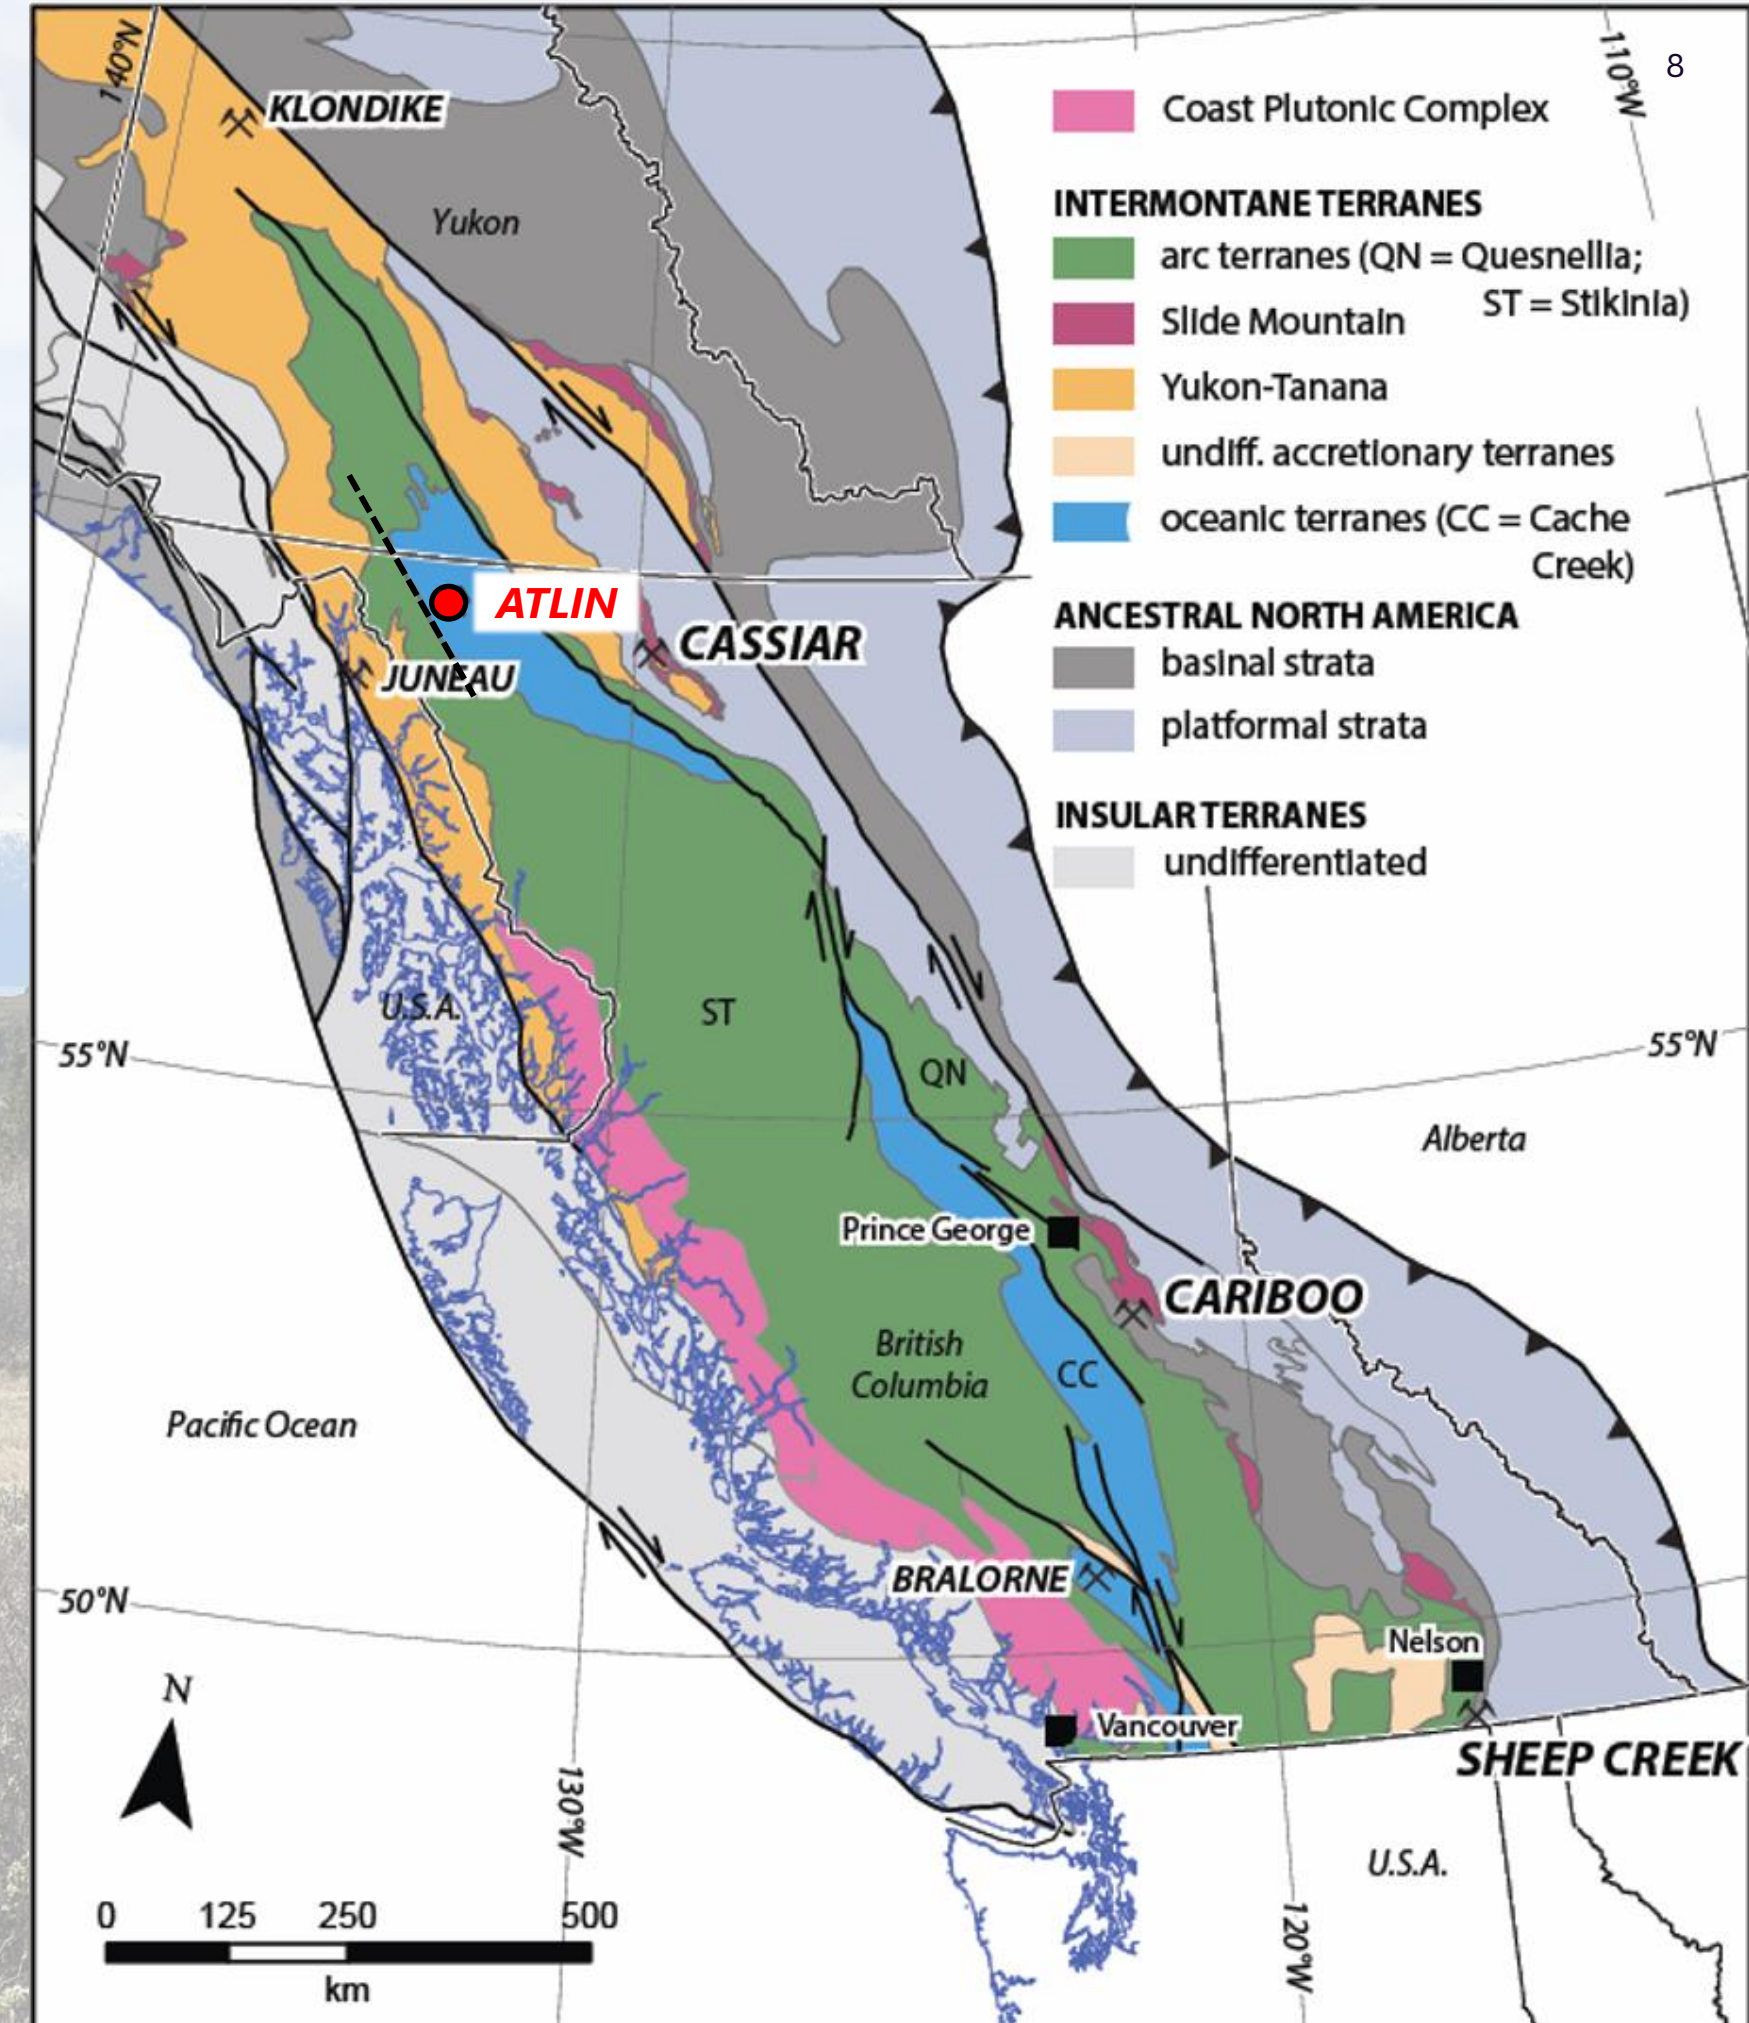 8
140°N
110°W
KLONDIKE
Yukon
Coast Plutonic Complex
INTERMONTANE TERRANES
arc terranes (QN = Quesnellia;
ST = Stikinia)
Slide Mountain
Yukon-Tanana
undiff. accretionary terranes
oceanic terranes (CC = Cache
Creek)
ANCESTRAL NORTH AMERICA
basinal strata
platformal strata
INSULAR TERRANES
undifferentiated
ATLIN
CASSIAR
JUNEAU
U.S.A.
ST
QN
55°N
55°N
Alberta
Prince George
CARIBOO
British
Columbia
CC
Pacific Ocean
BRALORNE
50°N
Nelson
Vancouver
SHEEP CREEK
N
130°W
120°W
U.S.A.
0 125 250 500
km